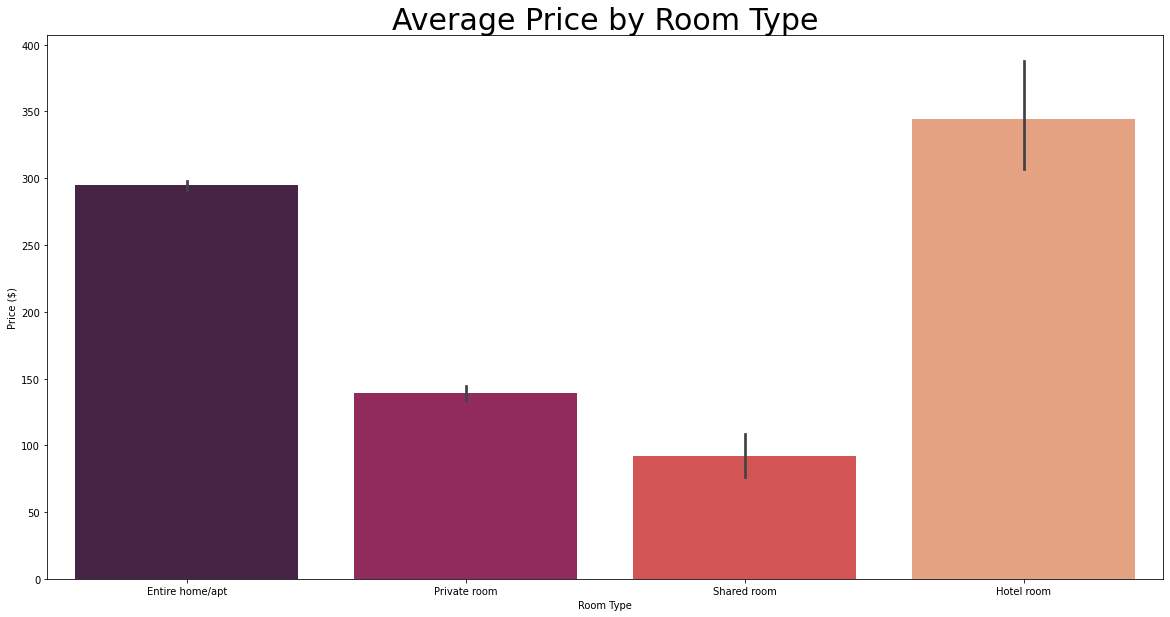 Average Price by Room Type
400
350
300
250
200
150
100
50
0
Price ($)
Entire home/apt Private room Shared room Hotel room
Room Type